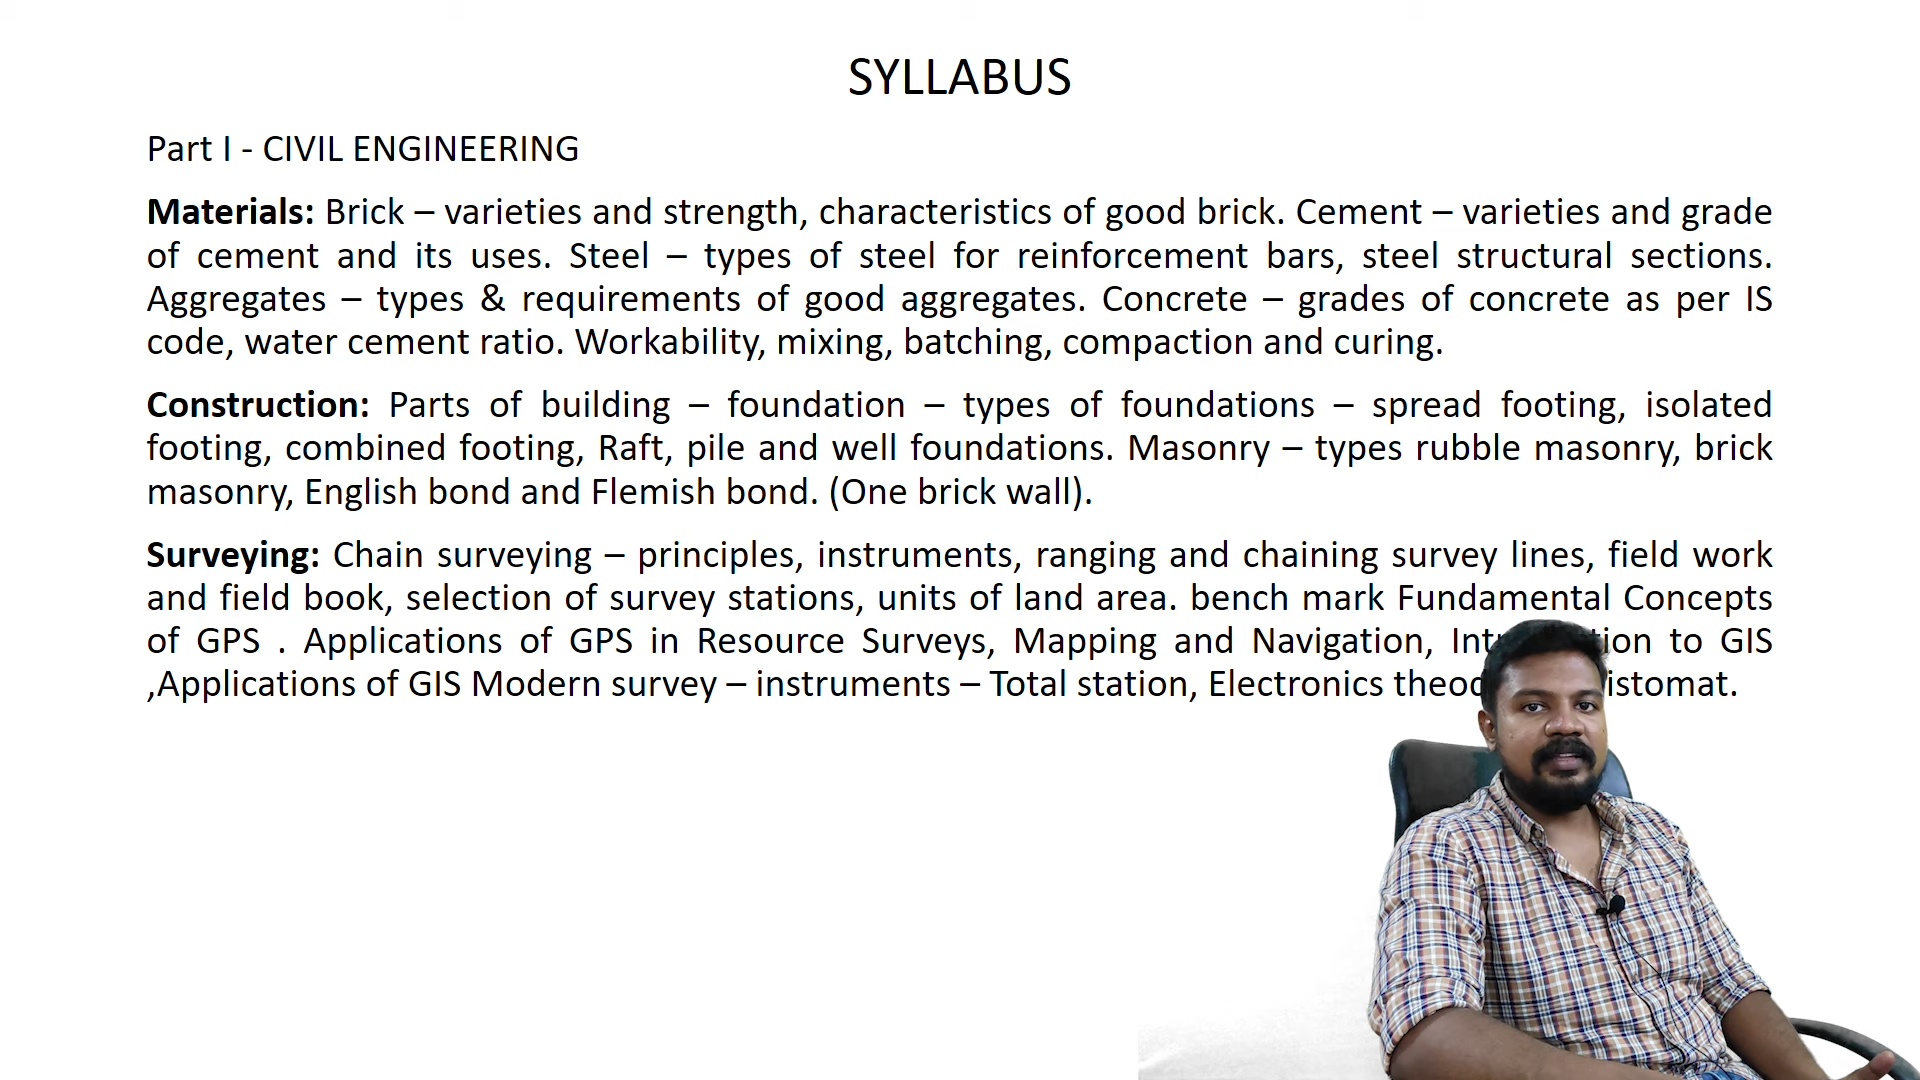 SYLLABUS
Part I - CIVIL ENGINEERING
Materials: Brick – varieties and strength, characteristics of good brick. Cement – varieties and grade
of cement and its uses. Steel – types of steel for reinforcement bars, steel structural sections.
Aggregates – types & requirements of good aggregates. Concrete – grades of concrete as per IS
code, water cement ratio. Workability, mixing, batching, compaction and curing.
Construction: Parts of building – foundation – types of foundations – spread footing, isolated
footing, combined footing, Raft, pile and well foundations. Masonry – types rubble masonry, brick
masonry, English bond and Flemish bond. (One brick wall).
Surveying: Chain surveying – principles, instruments, ranging and chaining survey lines, field work
and field book, selection of survey stations, units of land area. bench mark Fundamental Concepts
of GPS . Applications of GPS in Resource Surveys, Mapping and Navigation, to GIS
,Applications of GIS Modern survey – instruments – Total station, Electronics